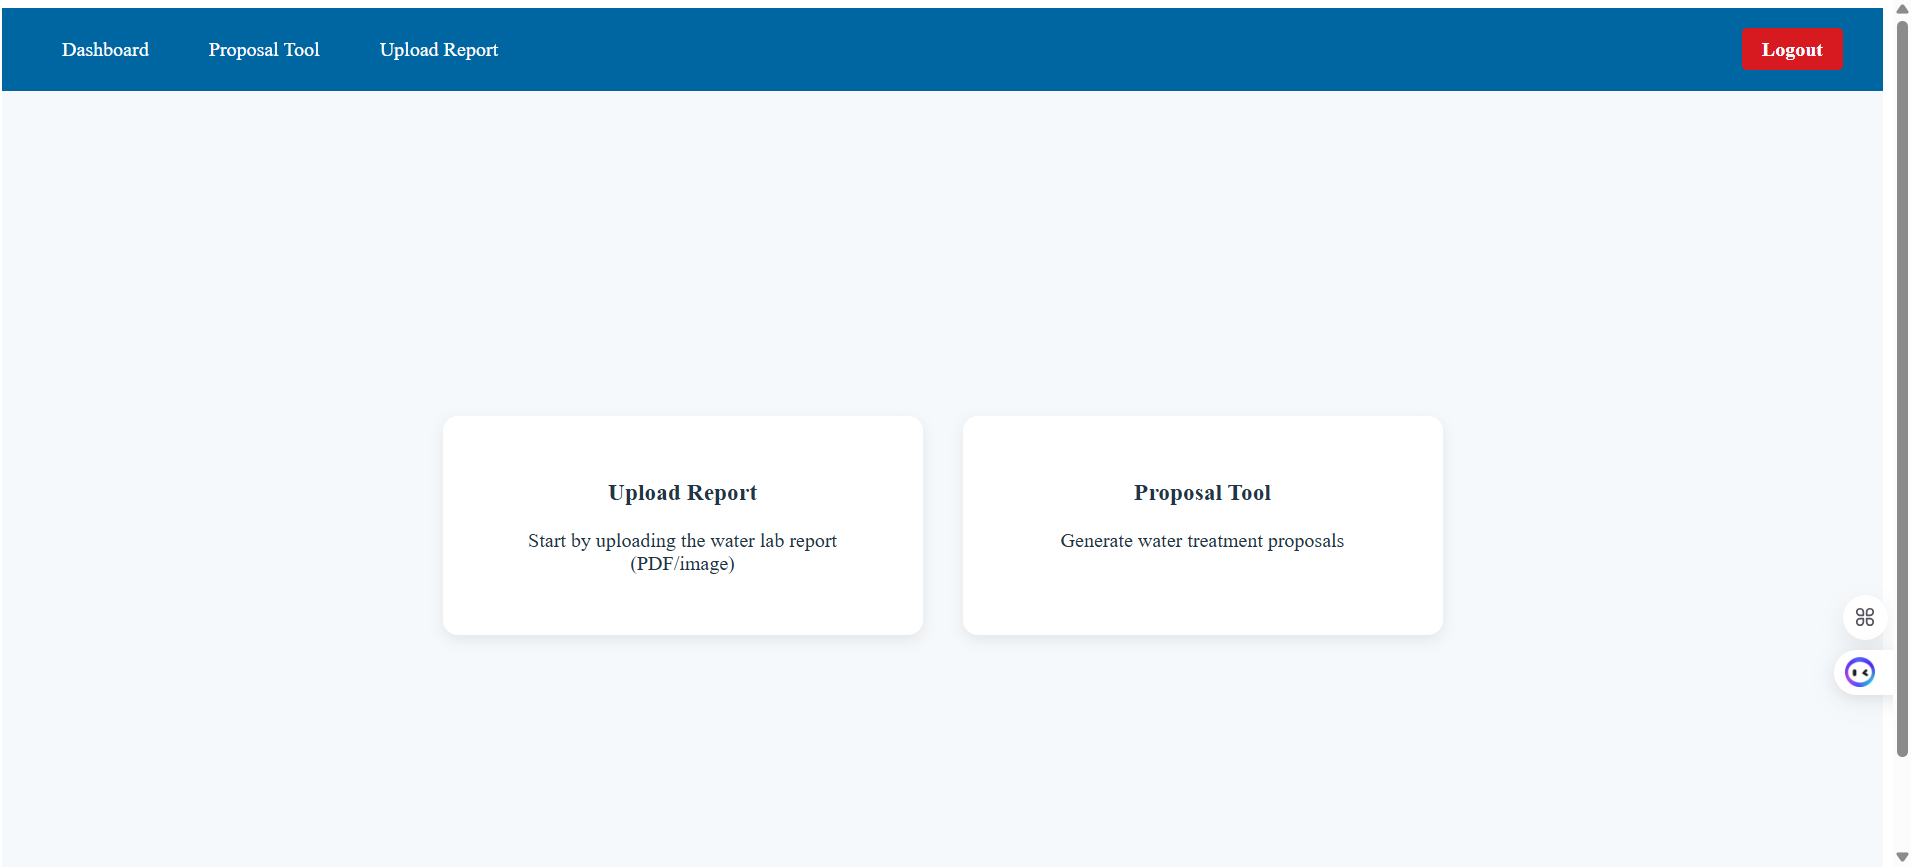 Dashboard
Proposal Tool
Upload Report
Logout
Upload Report
Start by uploading the water lab report
(PDF/image)
Proposal Tool
Generate water treatment proposals